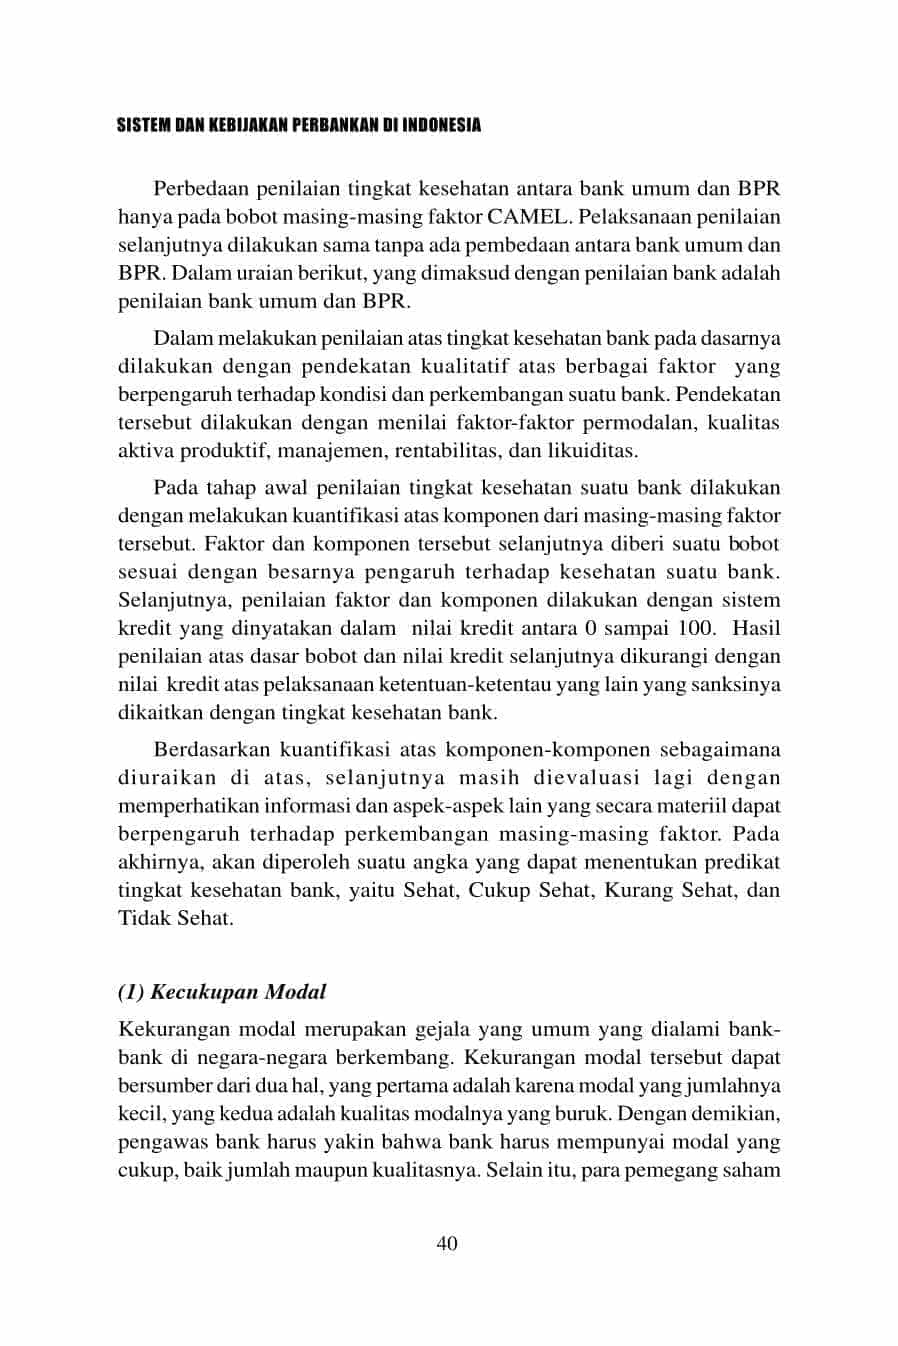 SISTEM DAN KEBIJAKAN PERBANKAN DI INDONESIA
Perbedaan penilaian tingkat kesehatan antara bank umum dan BPR
hanya pada bobot masing-masing faktor CAMEL. Pelaksanaan penilaian
selanjutnya dilakukan sama tanpa ada pembedaan antara bank umum dan
BPR. Dalam uraian berikut, yang dimaksud dengan penilaian bank adalah
penilaian bank umum dan BPR.
Dalam melakukan penilaian atas tingkat kesehatan bank pada dasarnya
dilakukan dengan pendekatan kualitatif atas berbagai faktor yang
berpengaruh terhadap kondisi dan perkembangan suatu bank. Pendekatan
tersebut dilakukan dengan menilai faktor-faktor permodalan, kualitas
aktiva produktif, manajemen, rentabilitas, dan likuiditas.
Pada tahap awal penilaian tingkat kesehatan suatu bank dilakukan
dengan melakukan kuantifikasi atas komponen dari masing-masing faktor
tersebut. Faktor dan komponen tersebut selanjutnya diberi suatu bobot
sesuai dengan besarnya pengaruh terhadap kesehatan suatu bank.
Selanjutnya, penilaian faktor dan komponen dilakukan dengan sistem
kredit yang dinyatakan dalam nilai kredit antara 0 sampai 100. Hasil
penilaian atas dasar bobot dan nilai kredit selanjutnya dikurangi dengan
nilai kredit atas pelaksanaan ketentuan-ketentau yang lain yang sanksinya
dikaitkan dengan tingkat kesehatan bank.
Berdasarkan kuantifikasi atas komponen-komponen sebagaimana
diuraikan di atas, selanjutnya masih dievaluasi lagi dengan
memperhatikan informasi dan aspek-aspek lain yang secara materiil dapat
berpengaruh terhadap perkembangan masing-masing faktor. Pada
akhirnya, akan diperoleh suatu angka yang dapat menentukan predikat
tingkat kesehatan bank, yaitu Sehat, Cukup Sehat, Kurang Sehat, dan
Tidak Sehat.
(1) Kecukupan Modal
Kekurangan modal merupakan gejala yang umum yang dialami bank-
bank di negara-negara berkembang. Kekurangan modal tersebut dapat
bersumber dari dua hal, yang pertama adalah karena modal yang jumlahnya
kecil, yang kedua adalah kualitas modalnya yang buruk. Dengan demikian,
pengawas bank harus yakin bahwa bank harus mempunyai modal yang
cukup, baik jumlah maupun kualitasnya. Selain itu, para pemegang saham
40